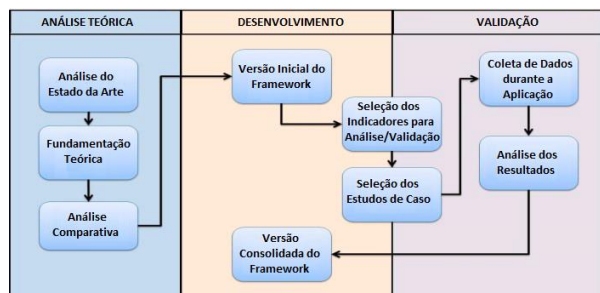 ANÁLISE TEÓRICA
DESENVOLVIMENTO
VALIDAÇÃO
Análise do
Estado da Arte
Fundamentação
Teórica
Análise
Comparativa
Versão Inicial do
Framework
Seleção dos
Indicadores para
Análise/Validação
Seleção dos
Estudos de Caso
Coleta de Dados
durante a
Aplicação
Análise dos
Resultados
Versão
Consolidada do
Framework